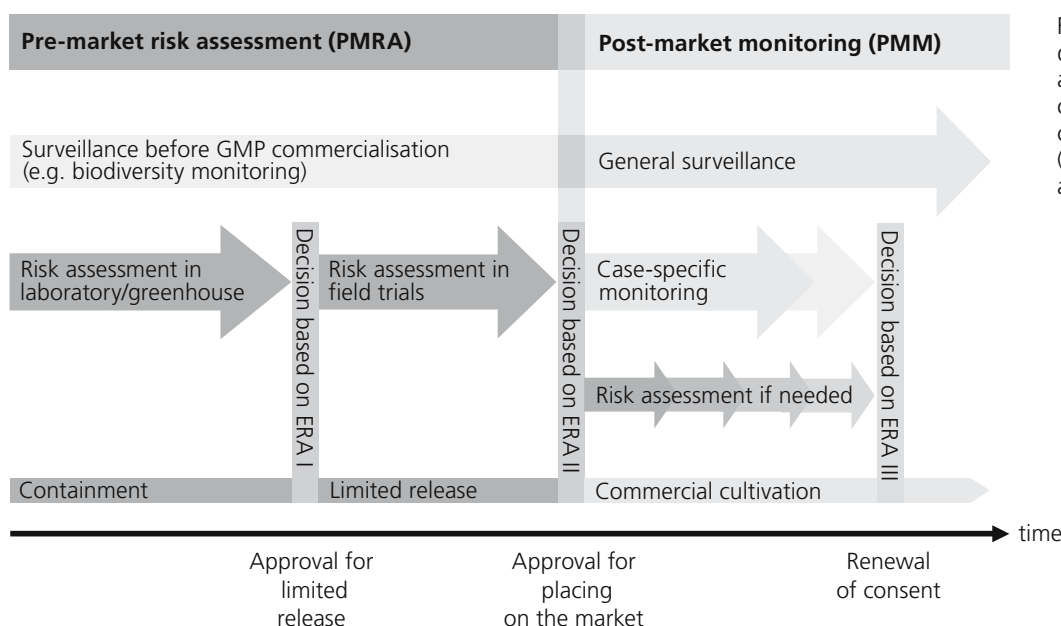 Pre-market risk assessment (PMRA)
Post-market monitoring (PMM)
Surveillance before GMP commercialisation
(e.g. biodiversity monitoring)
General surveillance
Risk assessment in
laboratory/greenhouse
Decision based on ERA I
Risk assessment in
field trials
Decision based on ERA II
Case-specific
monitoring
Risk assessment if needed
Decision based on ERA III
Containment
Limited release
Commercial cultivation
time
Approval for
limited
release
Approval for
placing
on the market
Renewal
of consent